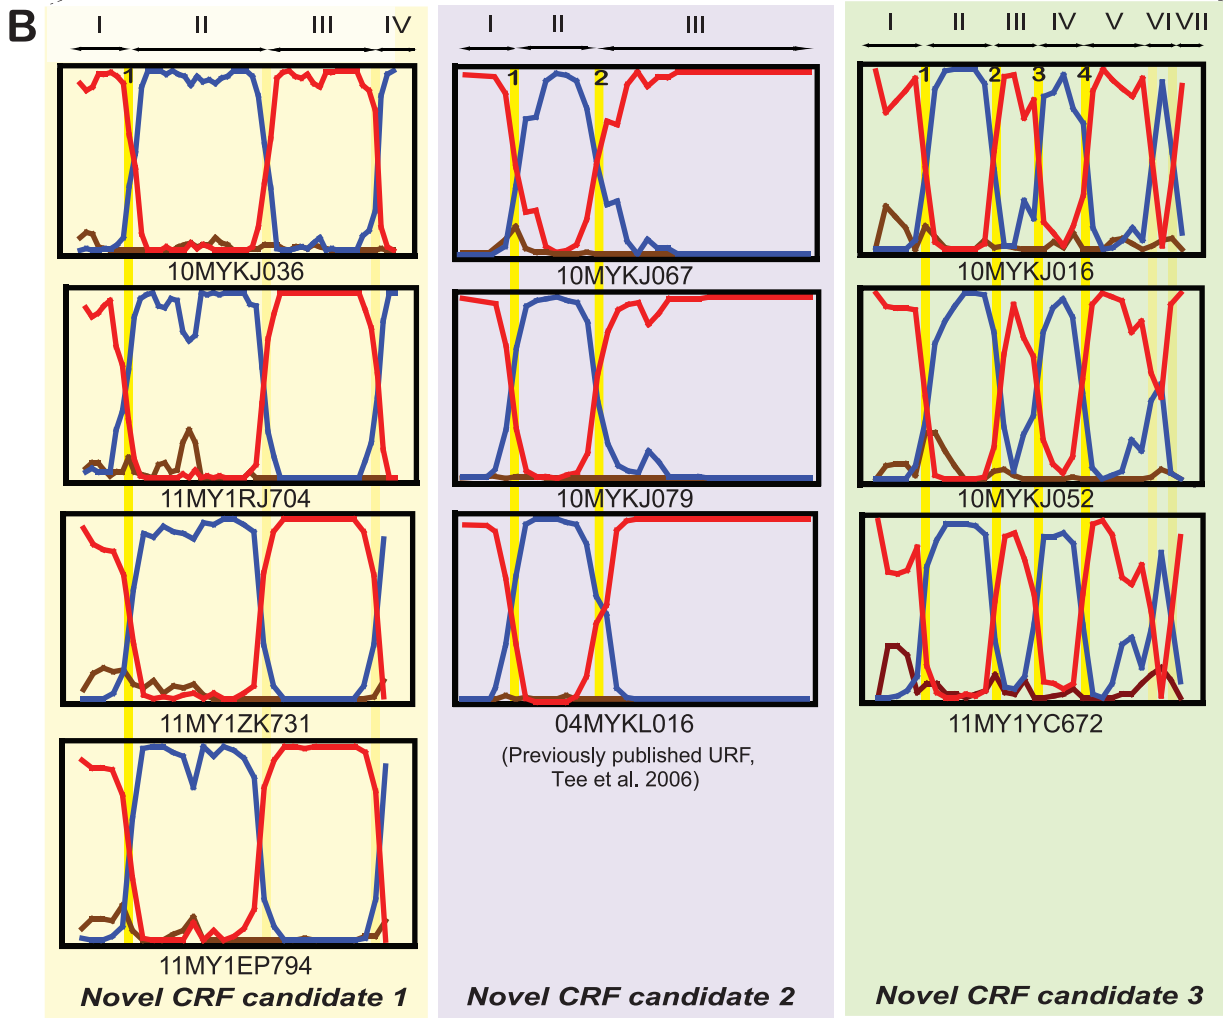 B
I II III IV
1
10MYKJ036
11MY1RJ704
11MY1ZK731
11MY1EP794
Novel CRF candidate 1
I II III
1 2
10MYKJ067
10MYKJ079
04MYKL016
(Previously published URF,
Tee et al. 2006)
Novel CRF candidate 2
I II III IV V VI VII
1 2 3 4
10MYKJ016
10MYKJ052
11MY1YC672
Novel CRF candidate 3